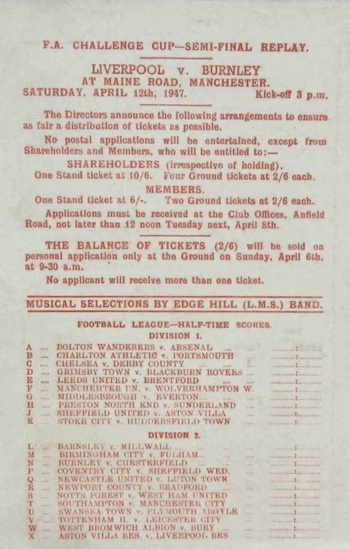 F.A. CHALLENGE CUP—SEMI-FINAL REPLAY.
LIVERPOOL v. BURNLEY
AT MAINE ROAD, MANCHESTER.
SATURDAY, APRIL 12th, 1947. Kick-off 3 p.m.
The Directors announce the following arrangements to ensure
as fair a distribution of tickets as possible.
No postal applications will be entertained, except from
Shareholders and Members, who will be entitled to:—
SHAREHOLDERS (irrespective of holding).
One Stand ticket at 10/6. Four Ground tickets at 2/6 each.
MEMBERS.
One Stand ticket at 6/-. Two Ground tickets at 2/6 each.
Applications must be received at the Club Offices, Anfield
Road, not later than 12 noon Tuesday next, April 8th.
THE BALANCE OF TICKETS (2/6) will be sold on
personal application only at the Ground on Sunday, April 6th,
at 9-30 a.m.
No applicant will receive more than one ticket.
MUSICAL SELECTIONS BY EDGE HILL (L.M.S.) BAND.
FOOTBALL LEAGUE—HALF-TIME SCORES.
DIVISION 1.
A ... BOLTON WANDERERS v. ARSENAL
B ... CHARLTON ATHLETIC v. PORTSMOUTH
C ... CHELSEA v. DERBY COUNTY
D ... GRIMSBY TOWN v. BLACKBURN ROVERS
E ... LEEDS UNITED v. BRENTFORD
F ... MANCHESTER UN. v. WOLVERHAMPTON W.
G ... MIDDLESBROUGH v. EVERTON
H ... PRESTON NORTH END v. SUNDERLAND
J ... SHEFFIELD UNITED v. ASTON VILLA
K ... STOKE CITY v. HUDDERSFIELD TOWN
DIVISION 2.
L ... BARNSLEY v. MILLWALL
M ... BIRMINGHAM CITY v. FULHAM
N ... BURNLEY v. CHESTERFIELD
P ... COVENTRY CITY v. SHEFFIELD WED.
Q ... NEWCASTLE UNITED v. LUTON TOWN
R ... NEWPORT COUNTY v. BRADFORD
S ... NOTTS FOREST v. WEST HAM UNITED
T ... SOUTHAMPTON v. MANCHESTER CITY
U ... SWANSEA TOWN v. PLYMOUTH ARGYLE
V ... TOTTENHAM H. v. LEICESTER CITY
W ... WEST BROMWICH ALBION v. BURY
X ... ASTON VILLA RES. v. LIVERPOOL RES